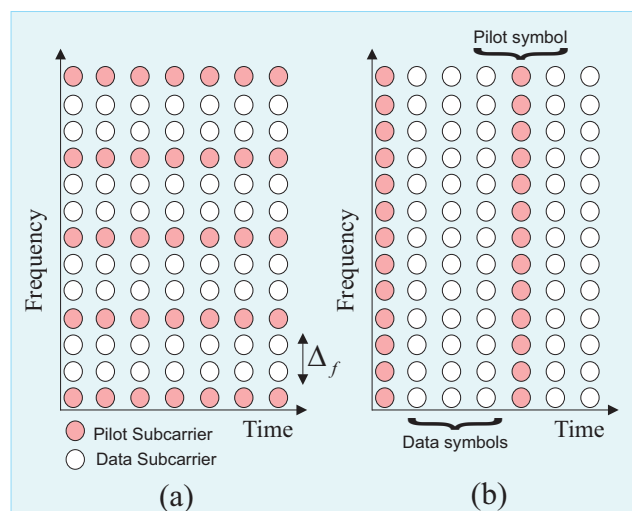 Pilot symbol
Frequency
Frequency
Δf
Time
Time
Pilot Subcarrier
Data Subcarrier
Data symbols
(a)
(b)